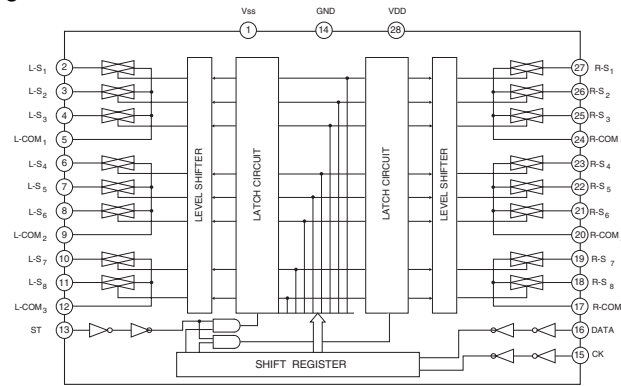 Vss GND VDD
1 14 28
L-S1 2
L-S2 3
L-S3 4
L-COM1 5
L-S4 6
L-S5 7
L-S6 8
L-COM2 9
L-S7 10
L-S8 11
L-COM3 12
ST 13
LEVEL SHIFTER
LATCH CIRCUIT
LATCH CIRCUIT
LEVEL SHIFTER
27 R-S1
26 R-S2
25 R-S3
24 R-COM
23 R-S4
22 R-S5
21 R-S6
20 R-COM
19 R-S7
18 R-S8
17 R-COM
16 DATA
15 CK
SHIFT REGISTER